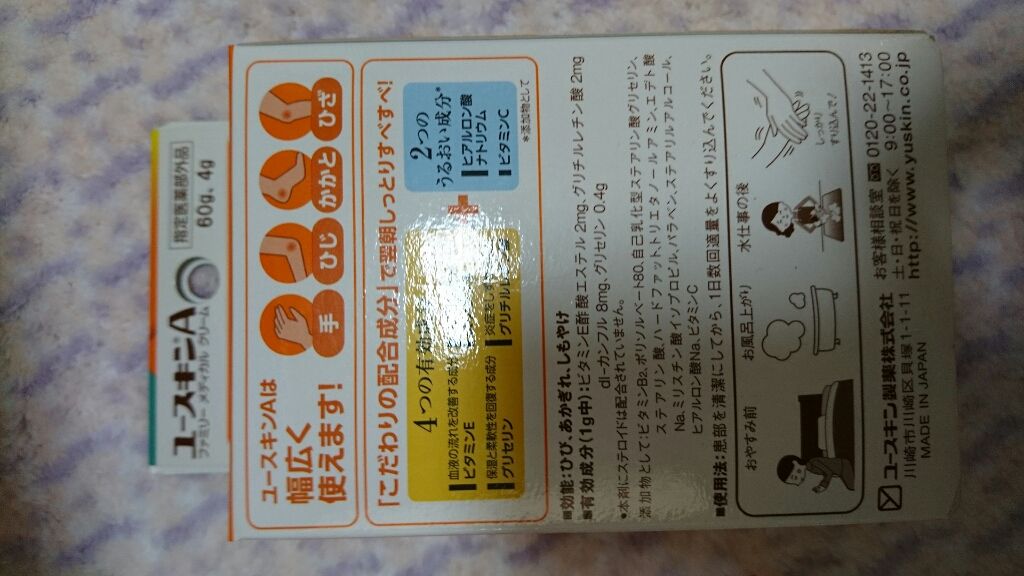 ユースキンA
ファミリー メディカル クリーム
指定医薬部外品
60g、4g
ユースキンAは
幅広く
使えます!
手
ひじ
かかと
ひざ
「こだわりの配合成分」で翌朝しっとりすべすべ!
4つの有効
血液の流れを改善する成分
ビタミンE
保湿と柔軟性を回復する成分
グリセリン
炎症をし
グリチルレ
2つの
うるおい成分*
ヒアルロン酸
ナトリウム
ビタミンC
*添加物として
■効能:ひび、あかぎれ、しもやけ
■有効成分(1g中):ビタミンE酢酸エステル 2mg、グリチルレチン酸 2mg
dl-カンフル 8mg、グリセリン 0.4g
*本剤にステロイドは配合されていません。
添加物として:ビタミンB2、ポリソルベート80、自己乳化型ステアリン酸グリセリン、
ステアリン酸、ハードファット、トリエタノールアミン、エデト酸
Na、ミリスチン酸イソプロピル、パラベン、ステアリルアルコール、
ヒアルロン酸Na、ビタミンC
■使用法:患部を清潔にしてから、1日数回適量をよくすり込んでください。
おやすみ前
お風呂上がり
水仕事の後
しっかり
すり込んで!
ユースキン製薬株式会社
川崎市川崎区貝塚1-1-11
MADE IN JAPAN
お客様相談室 0120-22-1413
土・日・祝日を除く 9:00~17:00
http://www.yuskin.co.jp